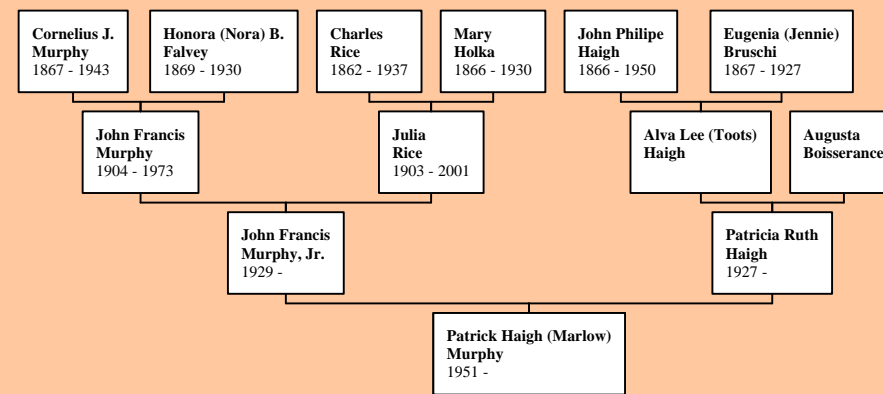 Cornelius J.
Murphy
1867 - 1943
Honora (Nora) B.
Falvey
1869 - 1930
Charles
Rice
1862 - 1937
Mary
Holka
1866 - 1930
John Philipe
Haigh
1866 - 1950
Eugenia (Jennie)
Bruschi
1867 - 1927
John Francis
Murphy
1904 - 1973
Julia
Rice
1903 - 2001
Alva Lee (Toots)
Haigh
Augusta
Boisserance
John Francis
Murphy, Jr.
1929 -
Patricia Ruth
Haigh
1927 -
Patrick Haigh (Marlow)
Murphy
1951 -